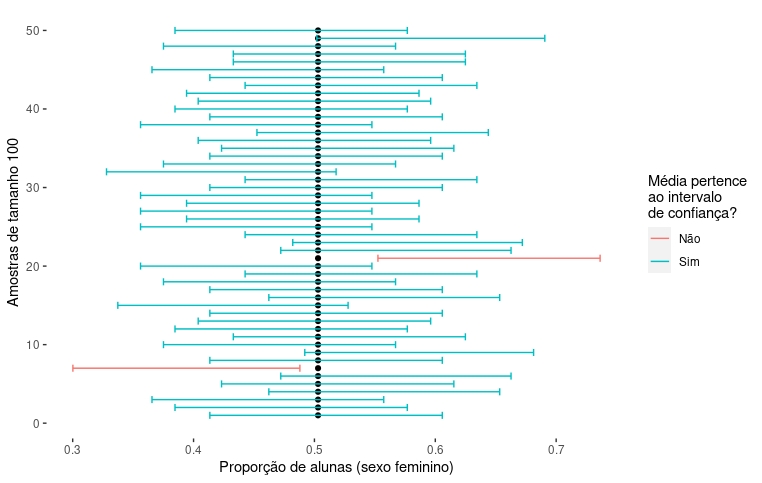 50
40
30
20
10
0
Amostras de tamanho 100
0.3 0.4 0.5 0.6 0.7
Proporção de alunas (sexo feminino)
Média pertence
ao intervalo
de confiança?
Não
Sim